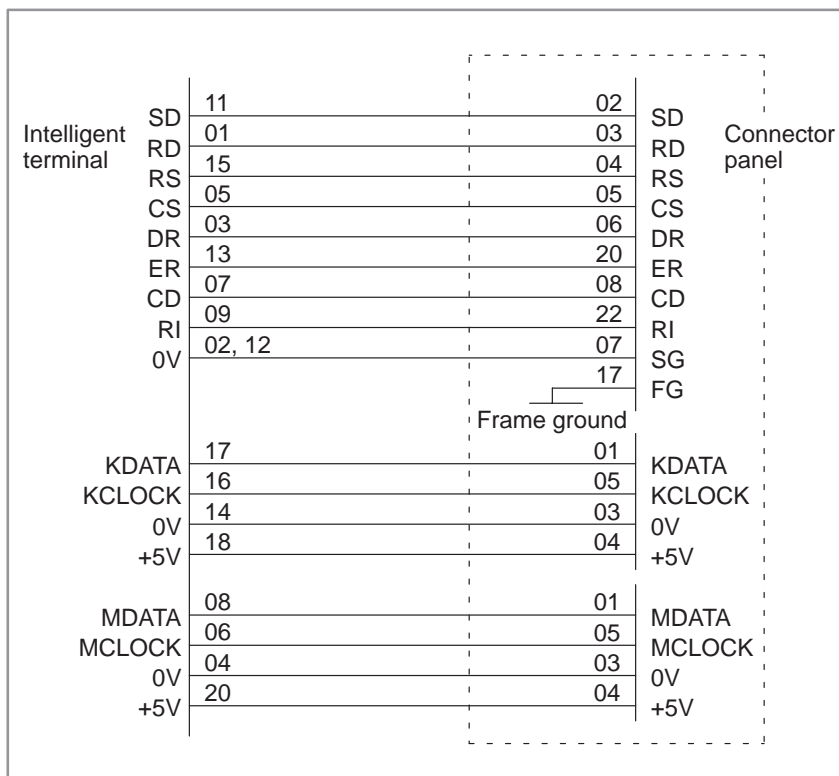 11 02
SD SD
Intelligent terminal
Connector panel
01 03
RD RD
15 04
RS RS
05 05
CS CS
03 06
DR DR
13 20
ER ER
07 08
CD CD
09 22
RI RI
02, 12 07
0V SG
17
FG
Frame ground
17 01
KDATA KDATA
16 05
KCLOCK KCLOCK
14 03
0V 0V
18 04
+5V +5V
08 01
MDATA MDATA
06 05
MCLOCK MCLOCK
04 03
0V 0V
20 04
+5V +5V